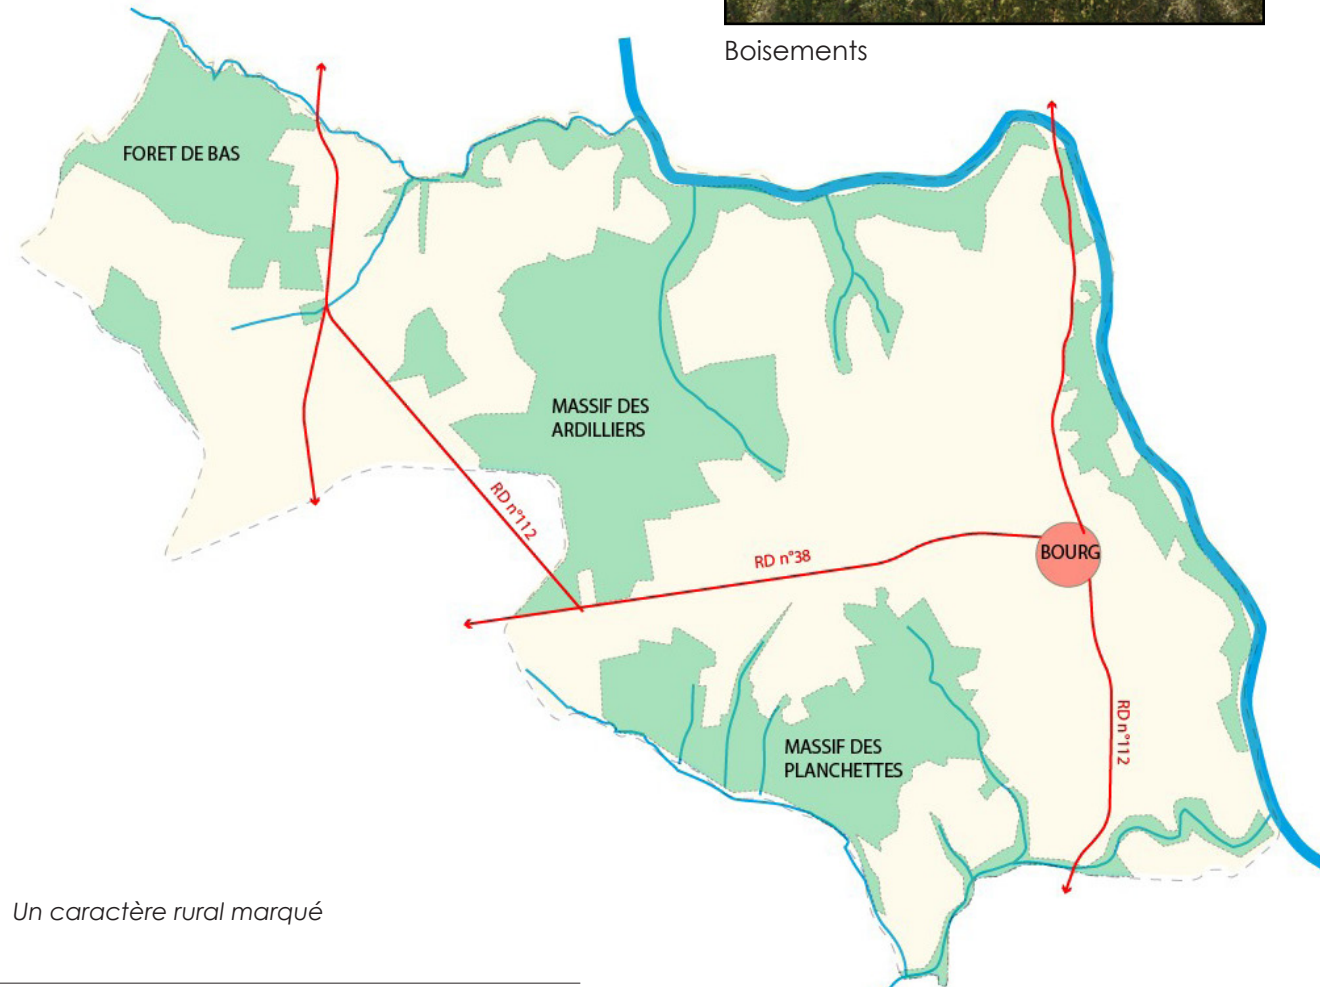 Boisements
FORET DE BAS
MASSIF DES
ARDILLIERS
RD n°112
RD n°38
BOURG
RD n°112
MASSIF DES
PLANCHETTES
Un caractère rural marqué